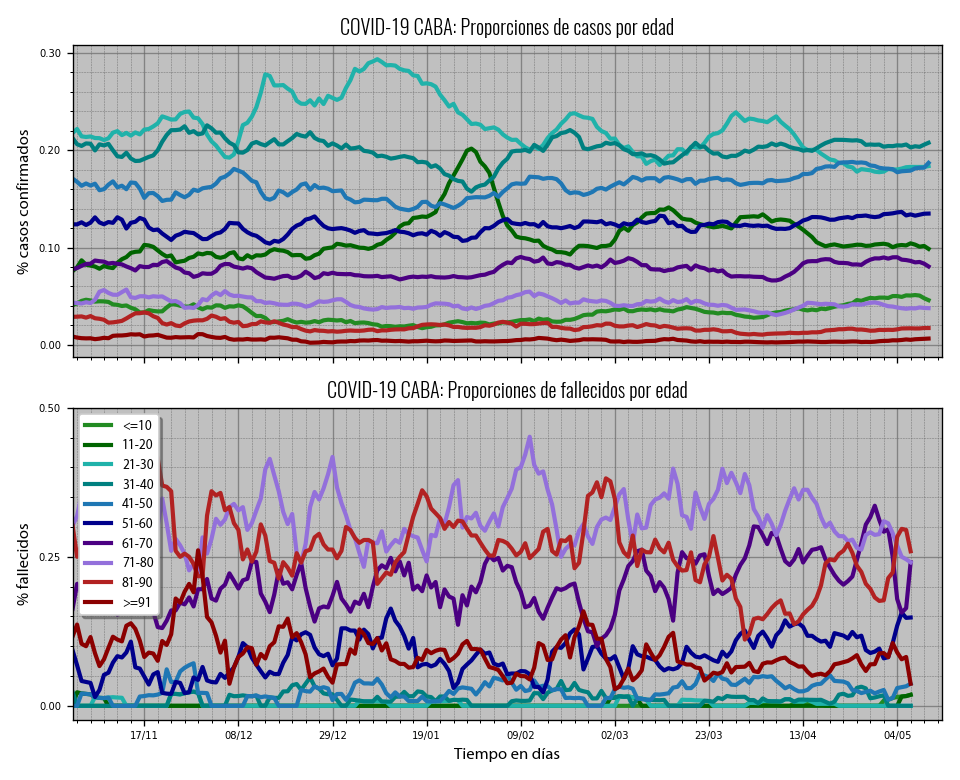 COVID-19 CABA: Proporciones de casos por edad
% casos confirmados
0.30
0.20
0.10
0.00
COVID-19 CABA: Proporciones de fallecidos por edad
% fallecidos
0.50
0.25
0.00
<=10
11-20
21-30
31-40
41-50
51-60
61-70
71-80
81-90
>=91
17/11 08/12 29/12 19/01 09/02 02/03 23/03 13/04 04/05
Tiempo en días